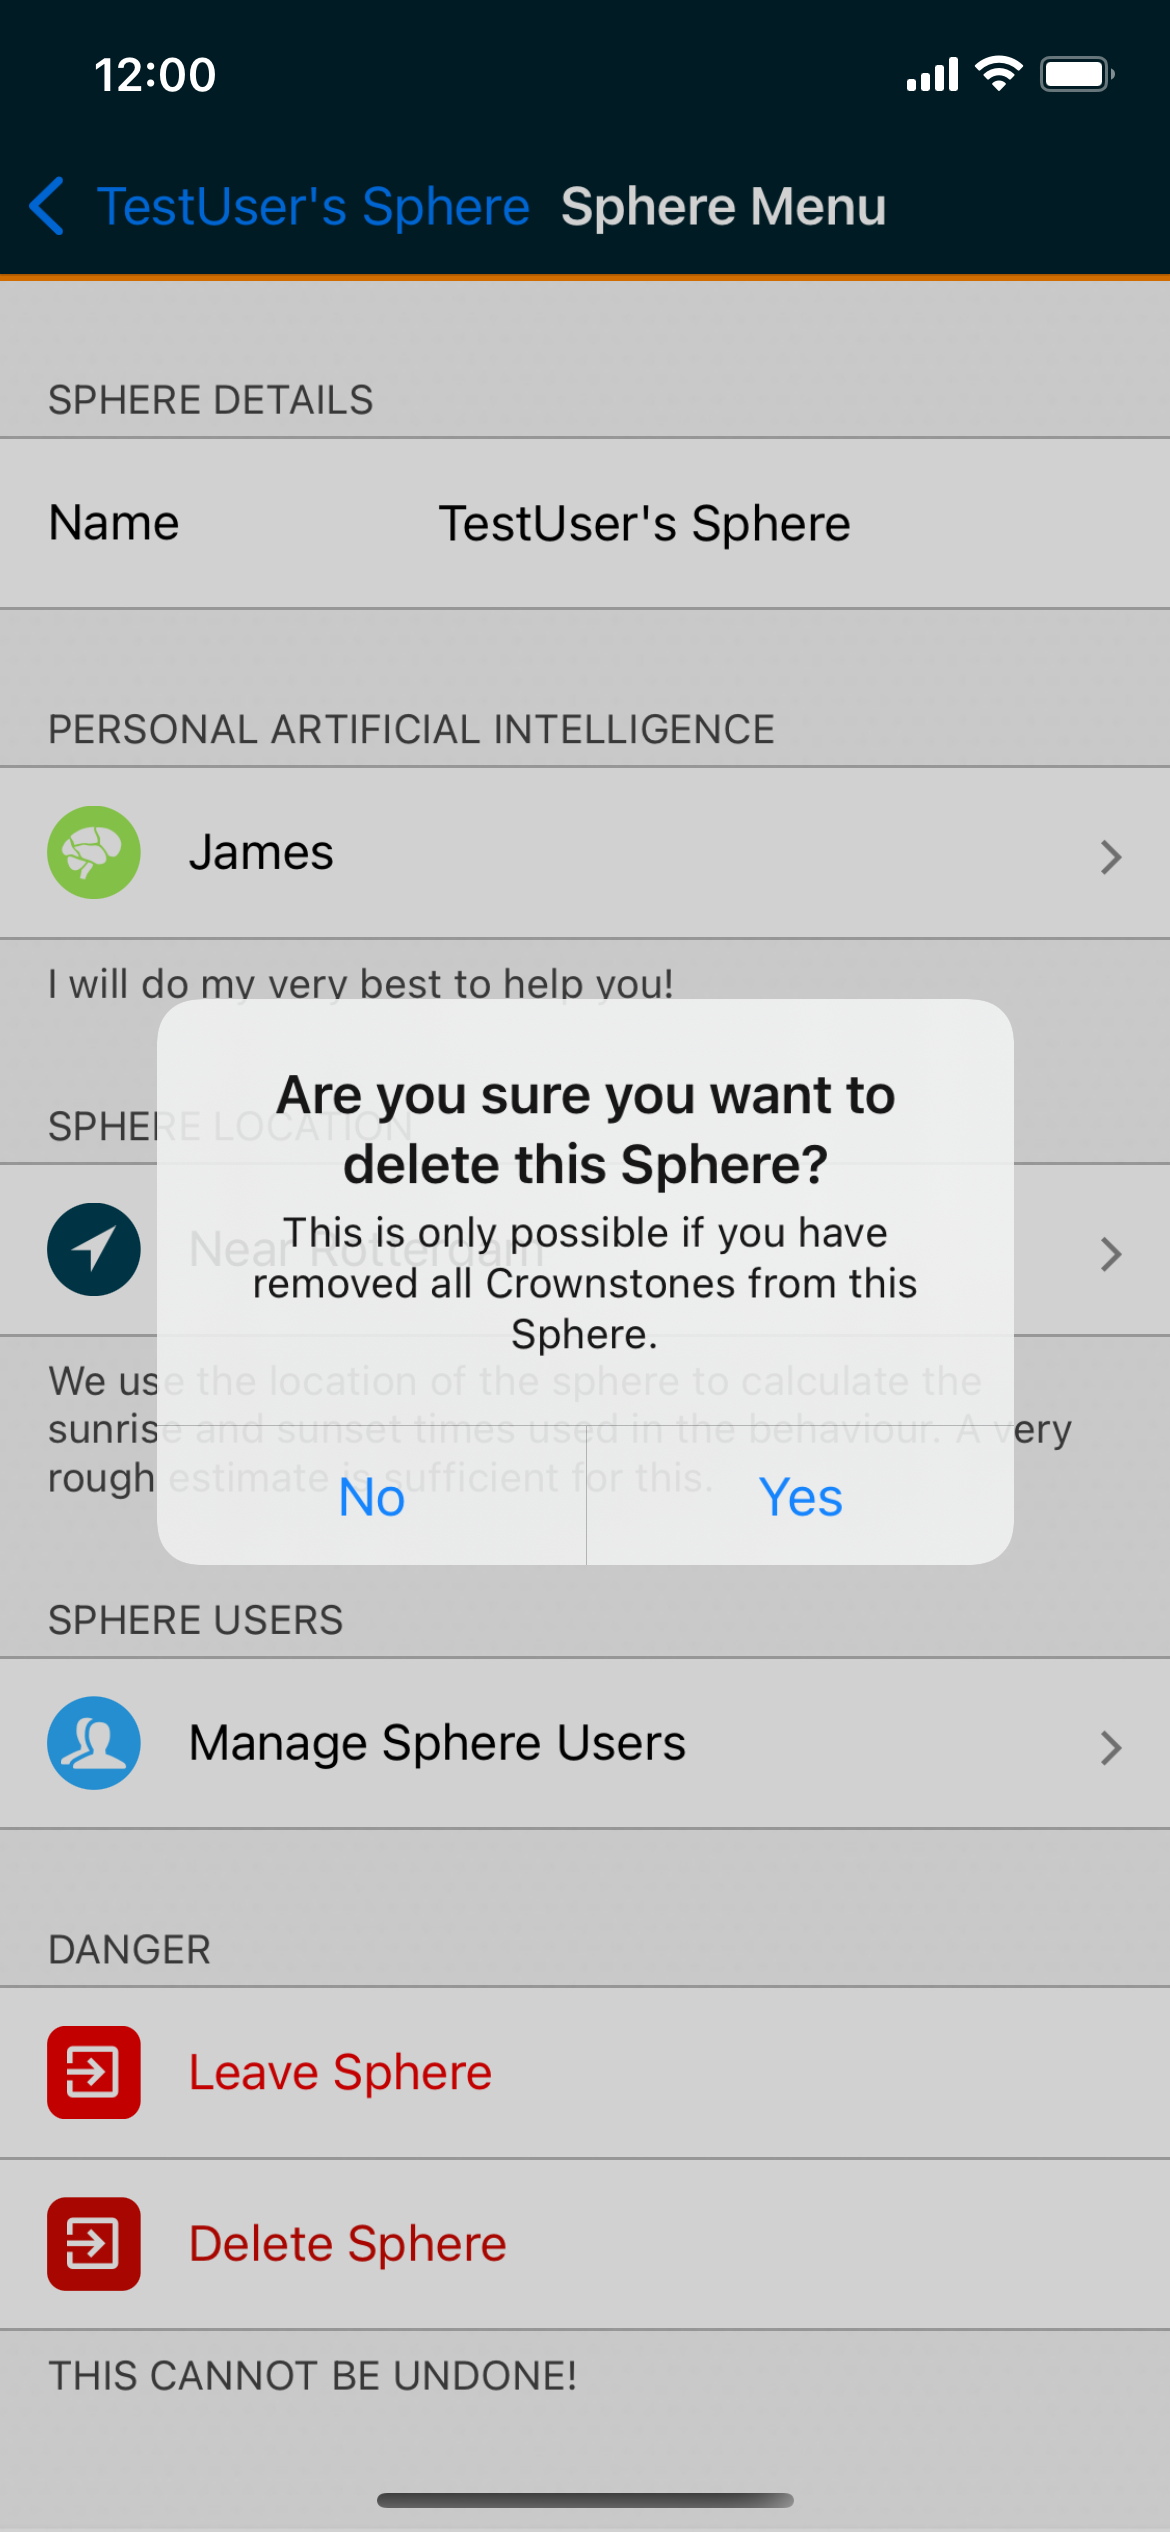 12:00
TestUser's Sphere Sphere Menu
SPHERE DETAILS
Name TestUser's Sphere
PERSONAL ARTIFICIAL INTELLIGENCE
James
I will do my very best to help you!
SPHERE LOCATION
Near Rotterdam
We use the location of the sphere to calculate the
sunrise and sunset times used in the behaviour. A very
rough estimate is sufficient for this.
Are you sure you want to
delete this Sphere?
This is only possible if you have
removed all Crownstones from this
Sphere.
No Yes
SPHERE USERS
Manage Sphere Users
DANGER
Leave Sphere
Delete Sphere
THIS CANNOT BE UNDONE!